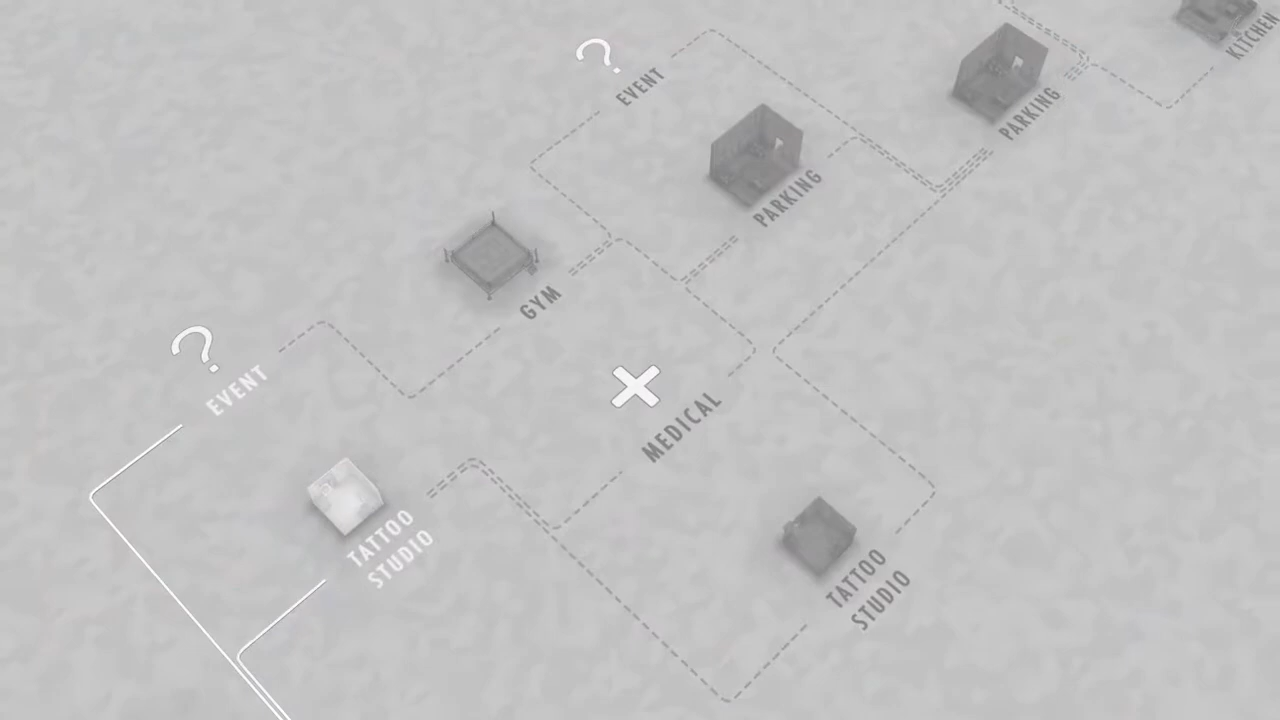 KITCHEN
?
EVENT
PARKING
PARKING
GYM
?
EVENT
MEDICAL
TATTOO
STUDIO
TATTOO
STUDIO